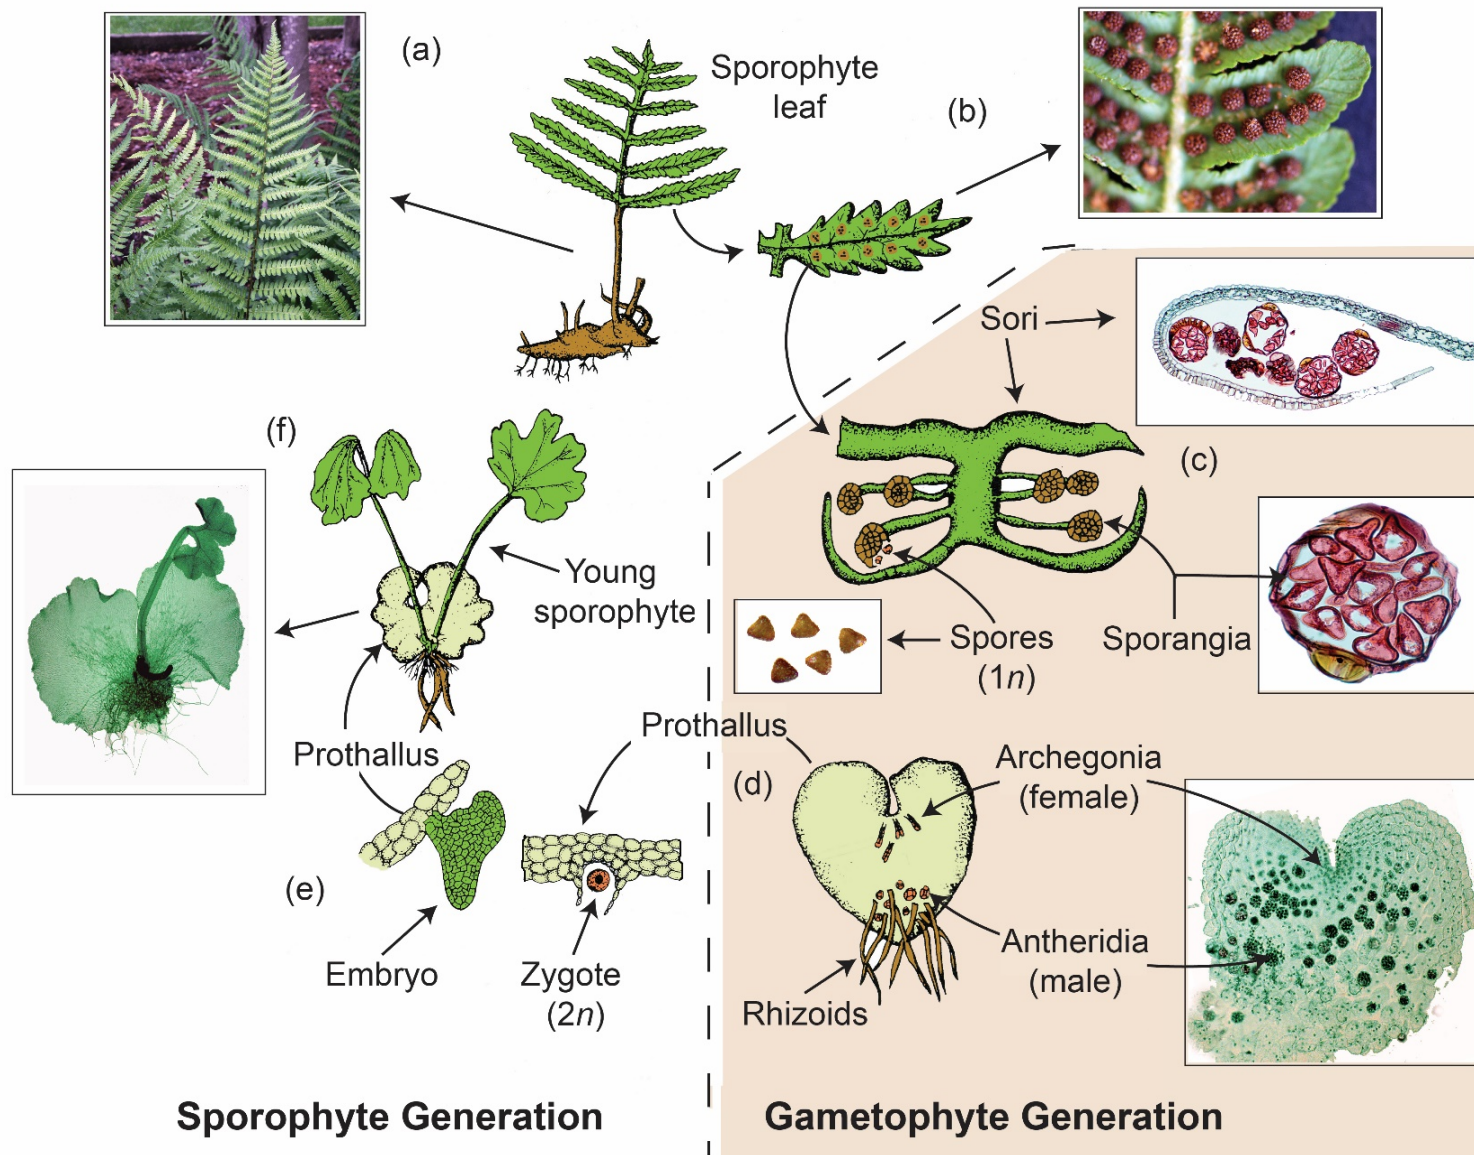 (a)
Sporophyte
leaf
(b)
Sori
(c)
(f)
Young
sporophyte
Spores
(1n)
Sporangia
Prothallus
Prothallus
(d)
Archegonia
(female)
(e)
Embryo
Zygote
(2n)
Antheridia
(male)
Rhizoids
Sporophyte Generation
Gametophyte Generation